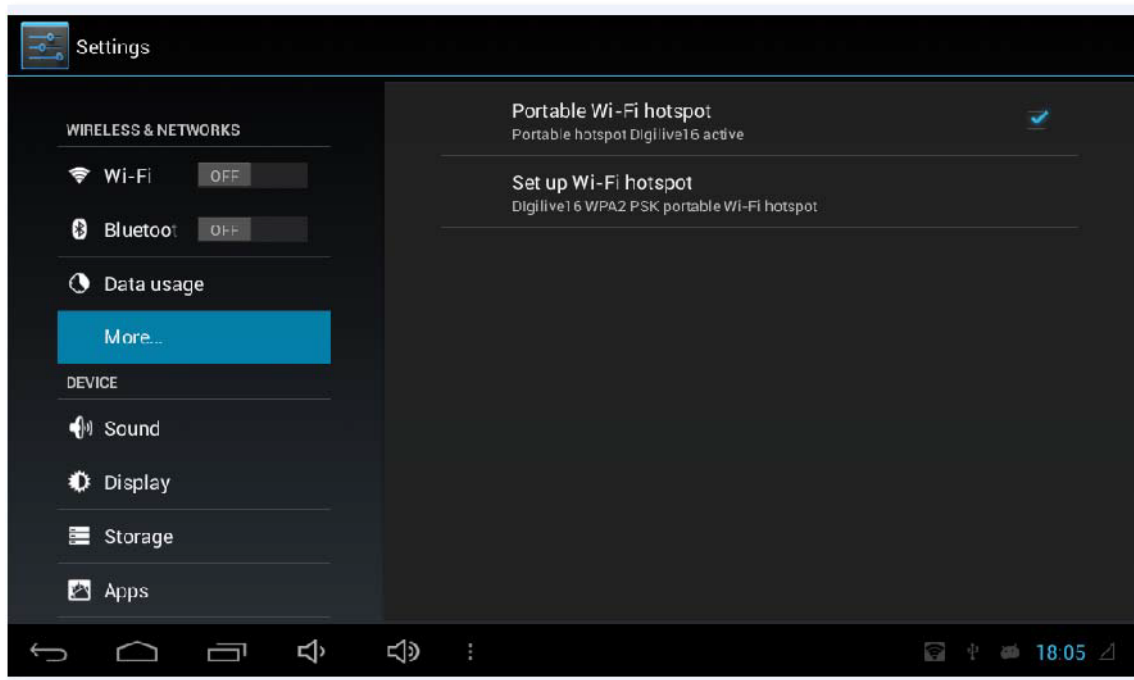 Settings
WIRELESS & NETWORKS
Wi-Fi OFF
Bluetoot OFF
Data usage
More...
DEVICE
Sound
Display
Storage
Apps
Portable Wi-Fi hotspot
Portable hotspot DIgilive16 active
Set up Wi-Fi hotspot
DIgilive16 WPA2 PSK portable Wi-Fi hotspot
18:05